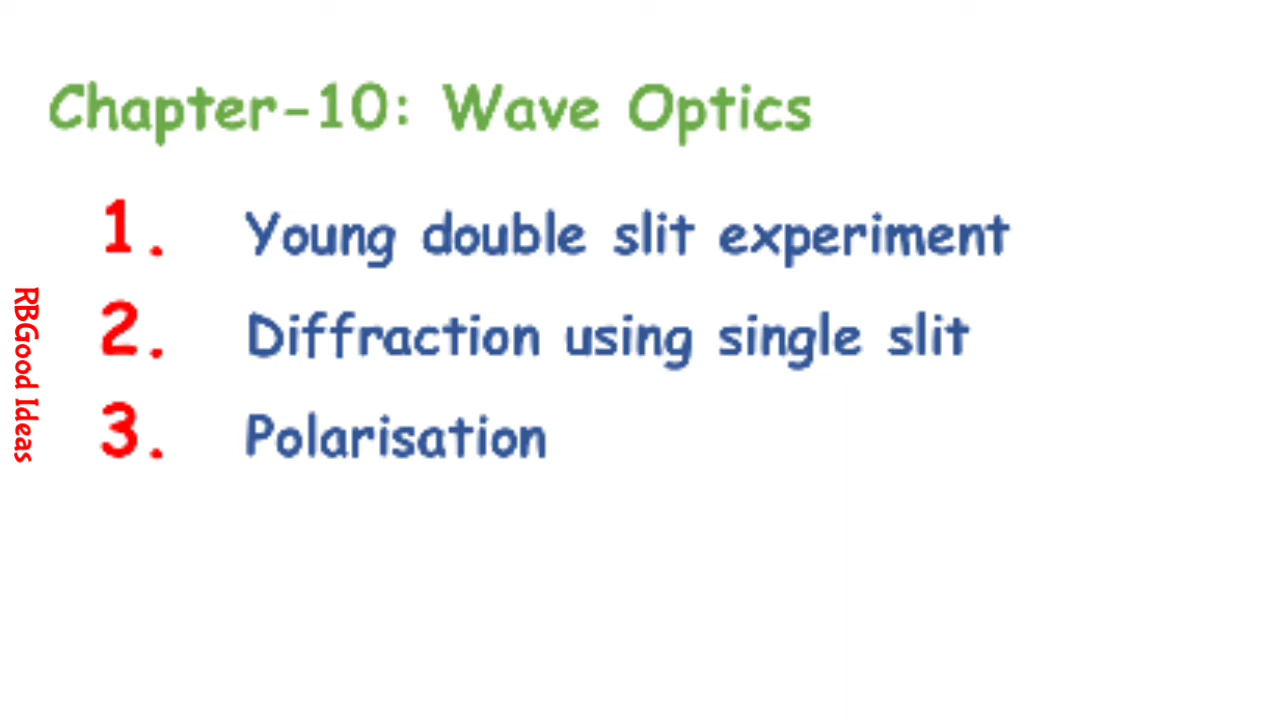 Chapter-10: Wave Optics
1. Young double slit experiment
2. Diffraction using single slit
3. Polarisation
RBGood Ideas